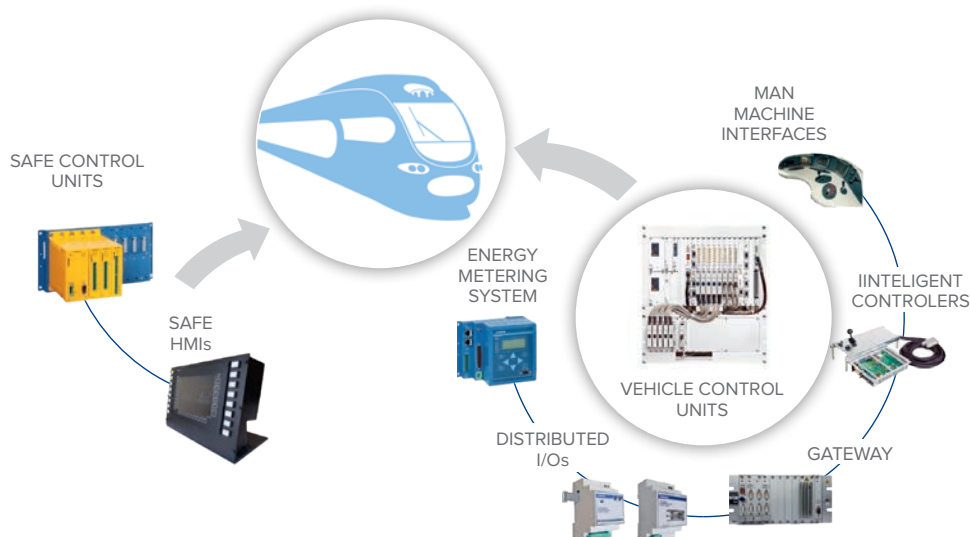 SAFE CONTROL
UNITS
SAFE
HMIs
ENERGY
METERING
SYSTEM
MAN
MACHINE
INTERFACES
IINTELIGENT
CONTROLERS
VEHICLE CONTROL
UNITS
DISTRIBUTED
I/Os
GATEWAY